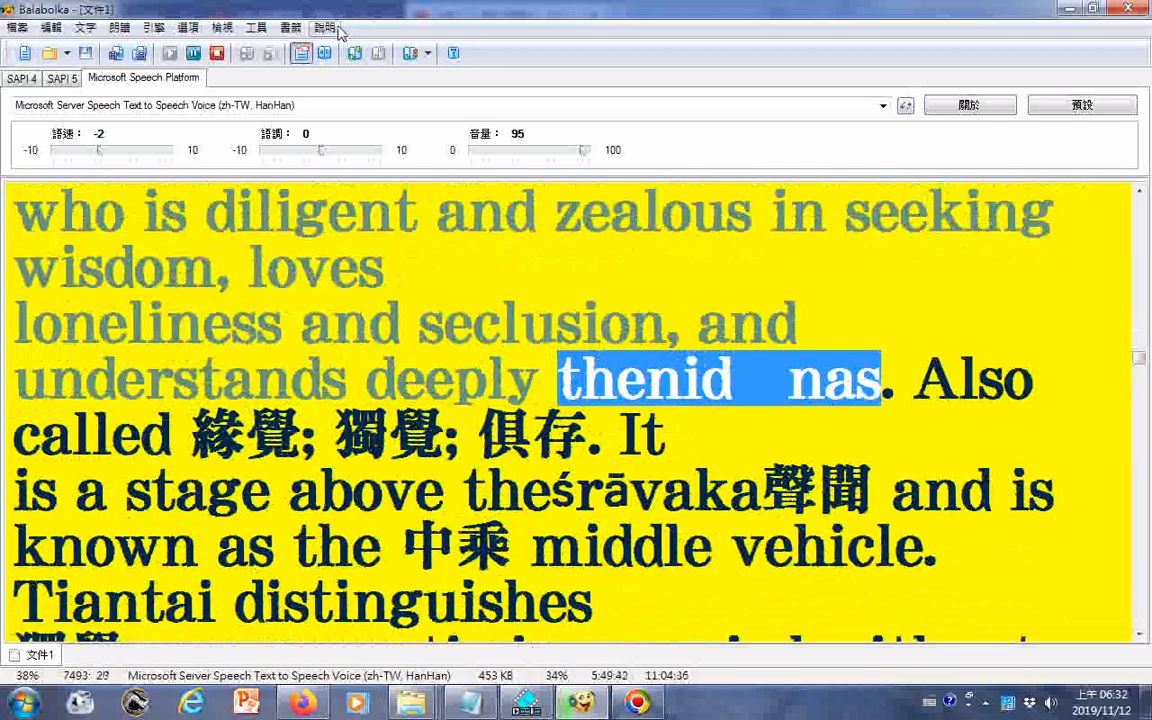 Balabolka - [文件1]
檔案 編輯 文字 朗讀 引擎 選項 檢視 工具 書籤 說明
SAPI 4 SAPI 5 Microsoft Speech Platform
Microsoft Server Speech Text to Speech Voice (zh-TW, HanHan) 關於 預設
語速： -2 語調： 0 音量： 95
-10 10 -10 10 0 100
who is diligent and zealous in seeking
wisdom, loves
loneliness and seclusion, and
understands deeply thenid nas. Also
called 緣覺; 獨覺; 俱存. It
is a stage above theśrāvaka聲聞 and is
known as the 中乘 middle vehicle.
Tiantai distinguishes
文件1
38% 7493: 28 Microsoft Server Speech Text to Speech Voice (zh-TW, HanHan) 453 KB 34% 5:49:42 11:04:36
上午 06:32
2019/11/12